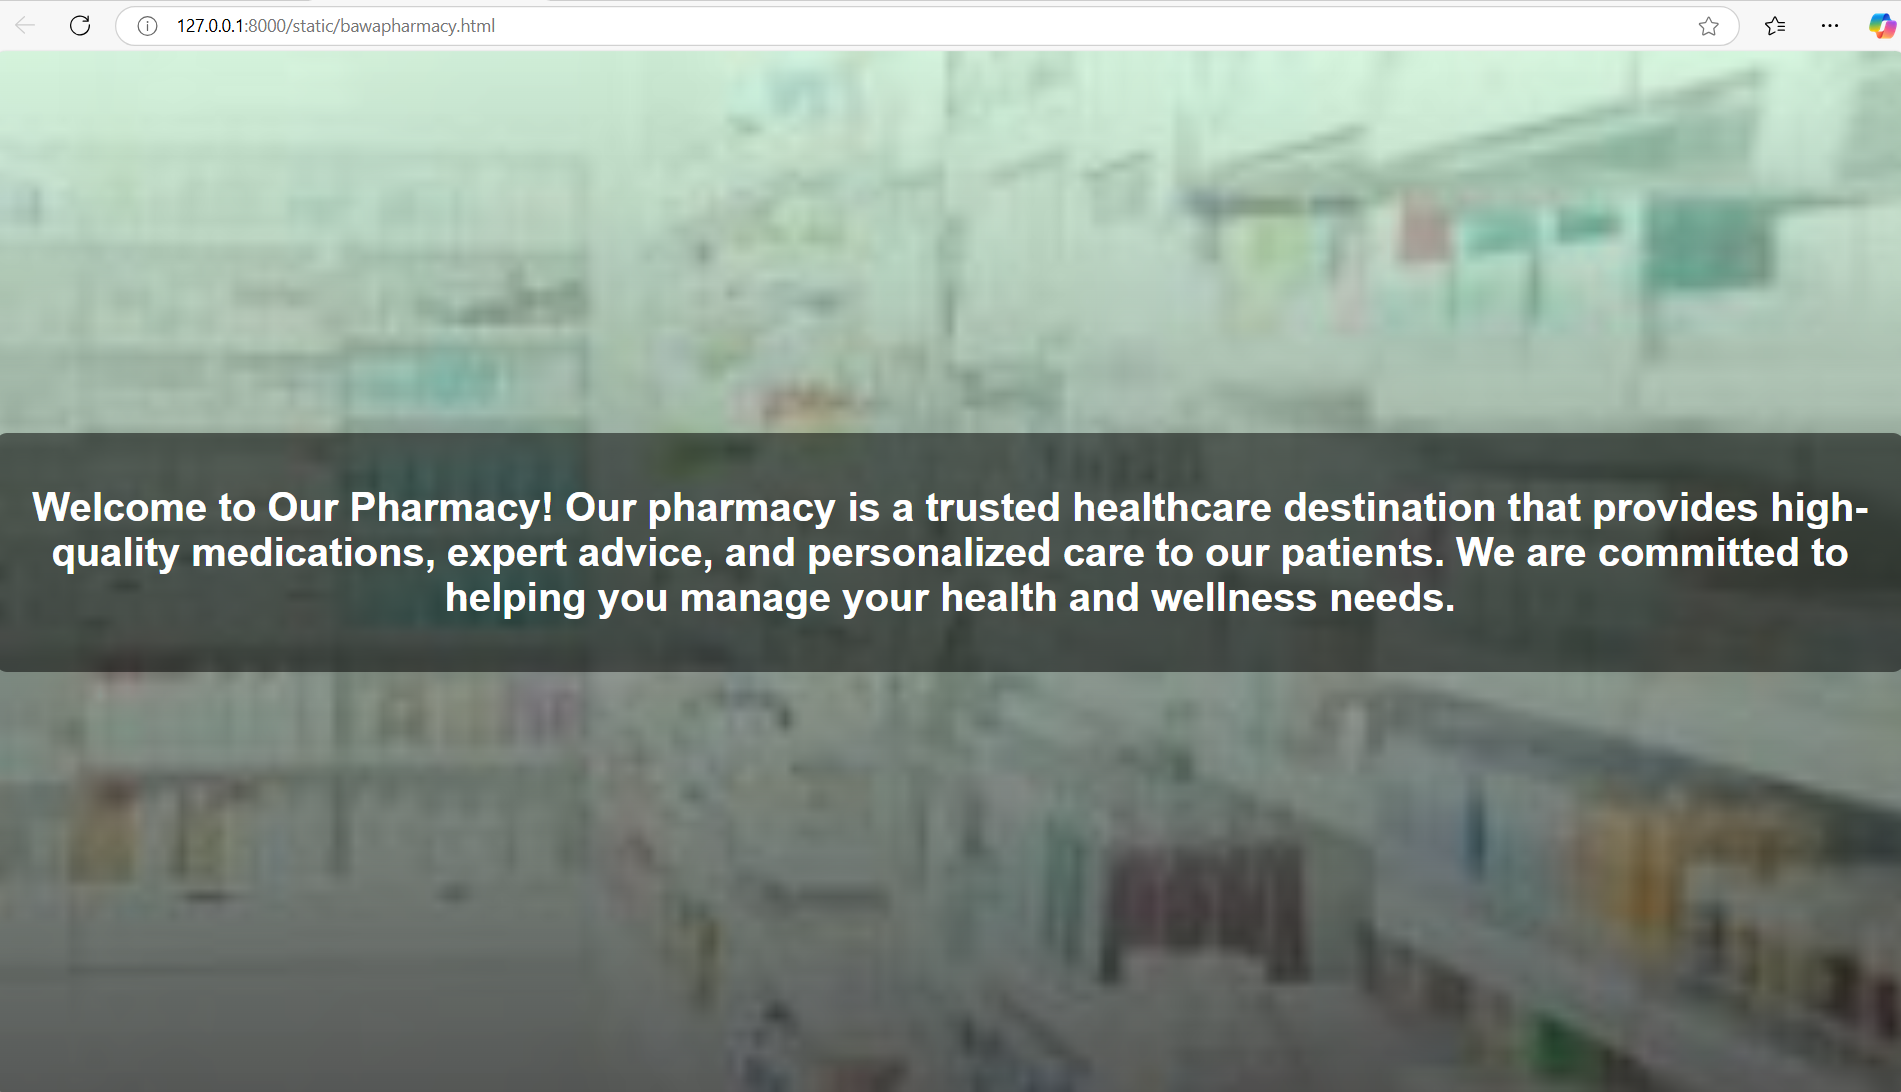 127.0.0.1:8000/static/bawapharmacy.html
Welcome to Our Pharmacy! Our pharmacy is a trusted healthcare destination that provides high-
quality medications, expert advice, and personalized care to our patients. We are committed to
helping you manage your health and wellness needs.